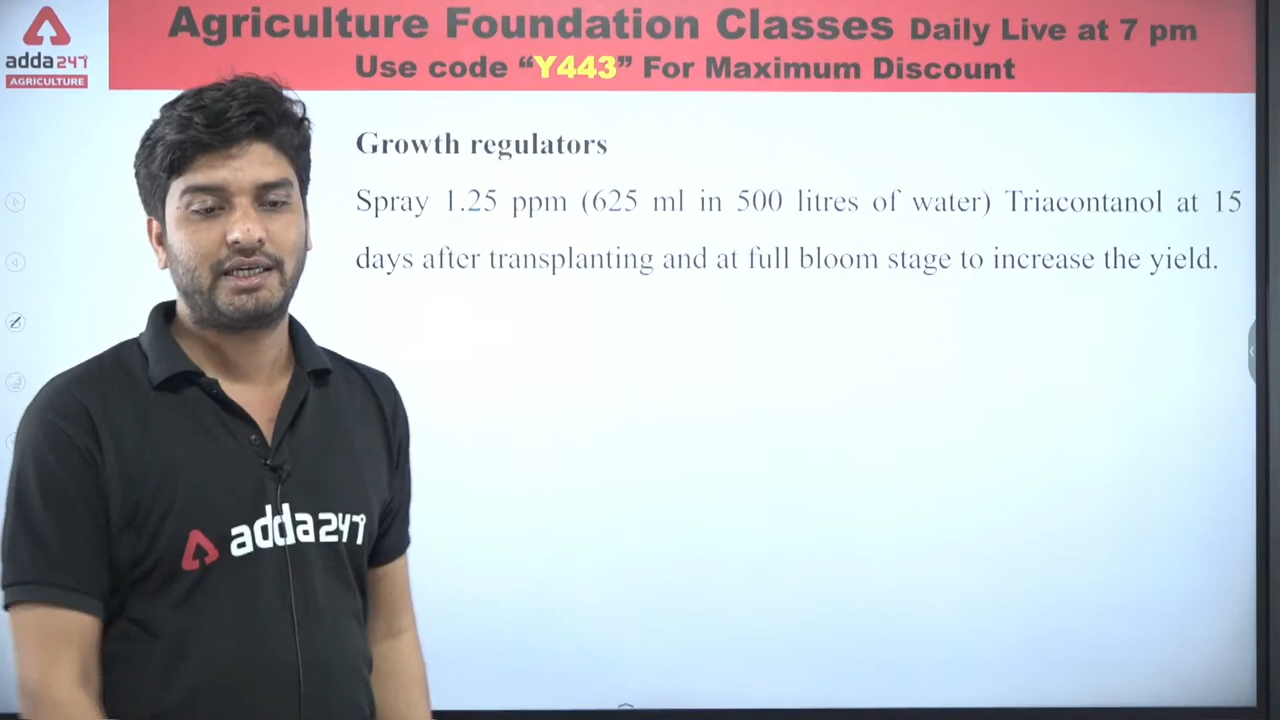 Agriculture Foundation Classes Daily Live at 7 pm
Use code “Y443” For Maximum Discount
adda247
AGRICULTURE
Growth regulators
Spray 1.25 ppm (625 ml in 500 litres of water) Triacontanol at 15
days after transplanting and at full bloom stage to increase the yield.
adda247